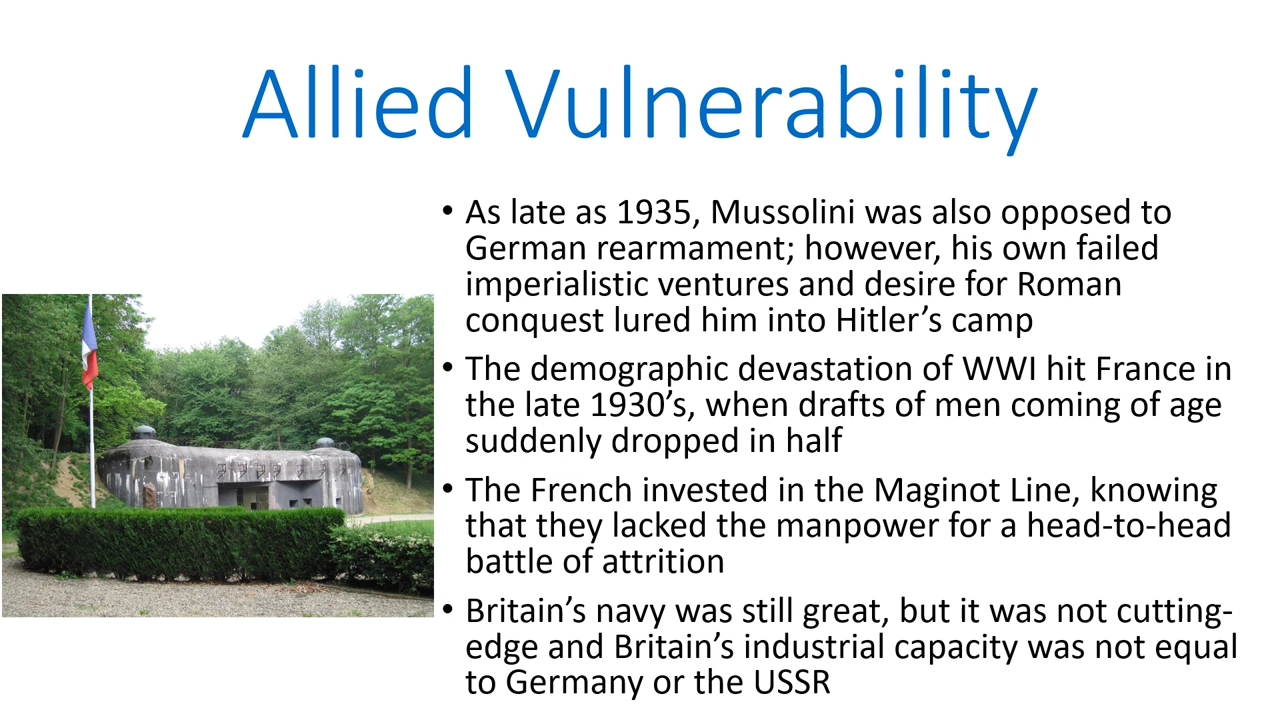 Allied Vulnerability
• As late as 1935, Mussolini was also opposed to
German rearmament; however, his own failed
imperialistic ventures and desire for Roman
conquest lured him into Hitler’s camp
• The demographic devastation of WWI hit France in
the late 1930’s, when drafts of men coming of age
suddenly dropped in half
• The French invested in the Maginot Line, knowing
that they lacked the manpower for a head-to-head
battle of attrition
• Britain’s navy was still great, but it was not cutting-
edge and Britain’s industrial capacity was not equal
to Germany or the USSR